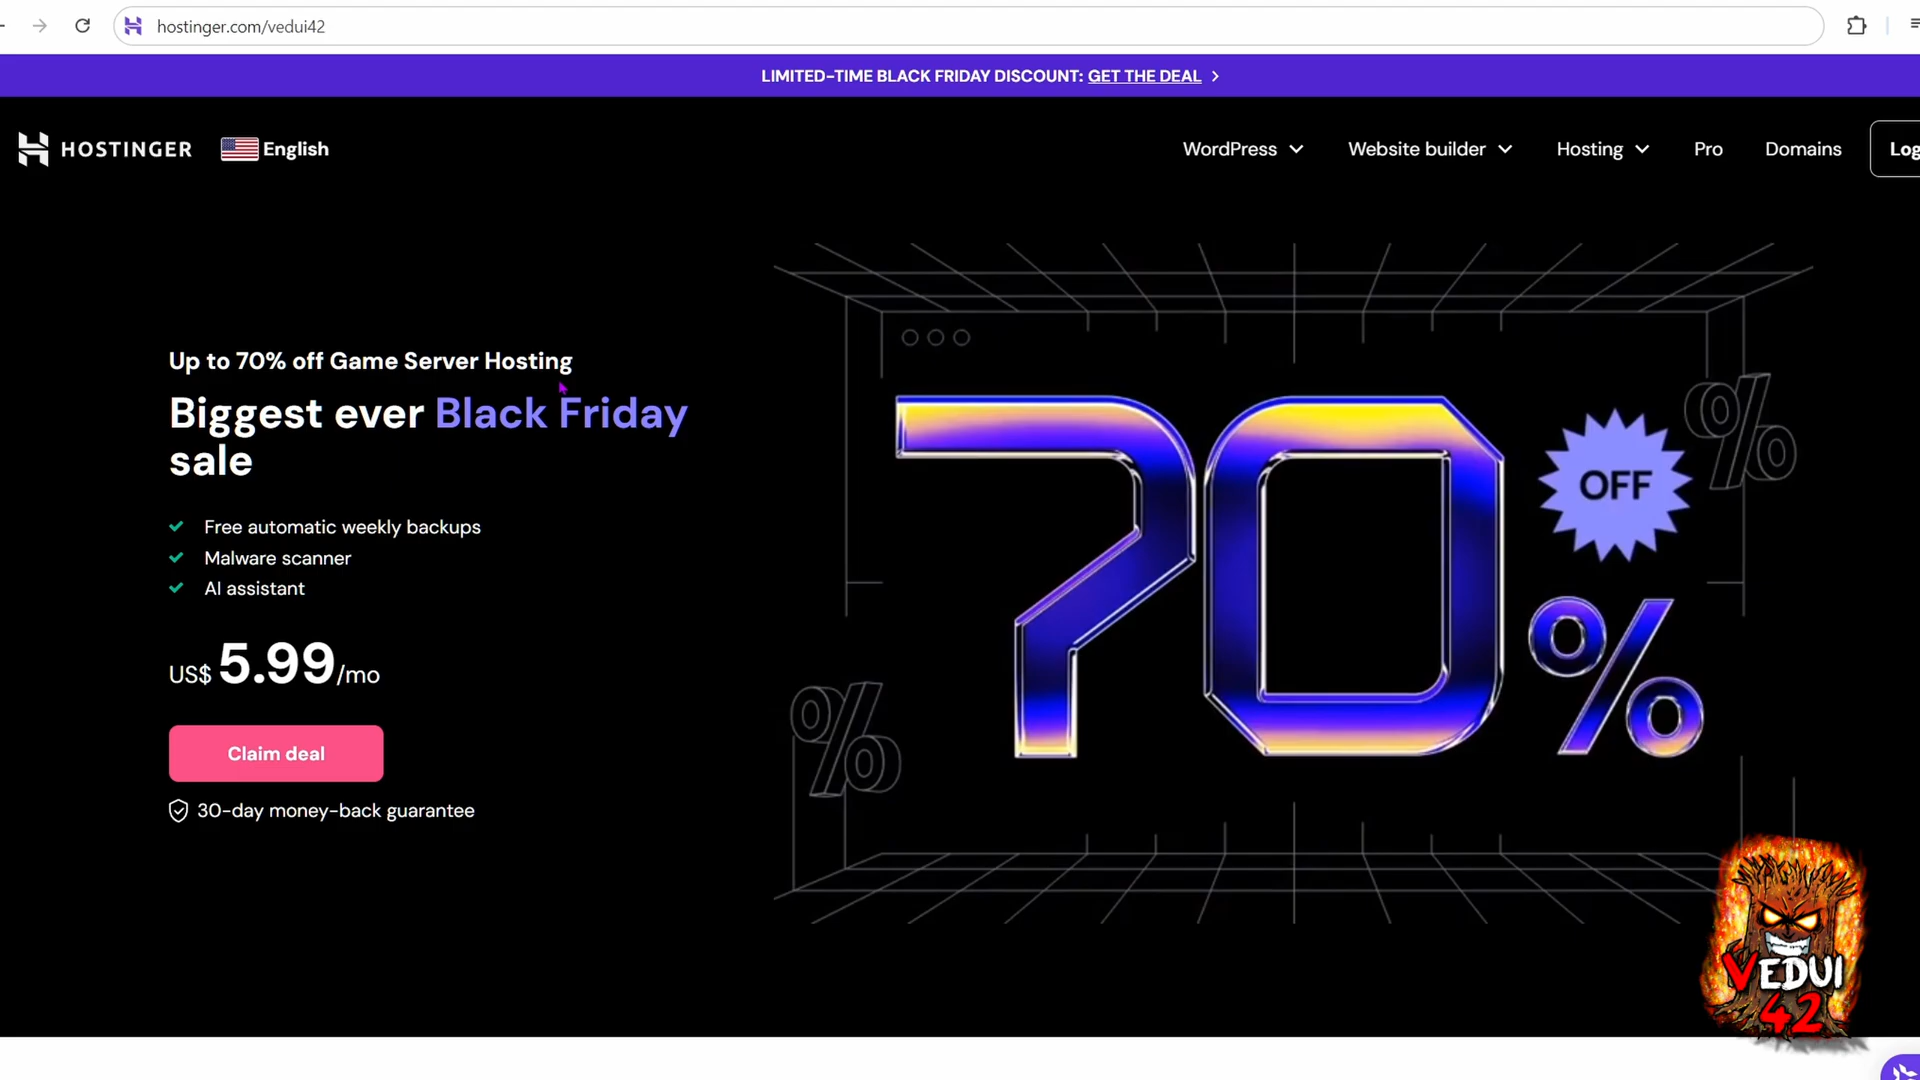 hostinger.com/vedui42
LIMITED-TIME BLACK FRIDAY DISCOUNT: GET THE DEAL
HOSTINGER
English
WordPress
Website builder
Hosting
Pro
Domains
Log
Up to 70% off Game Server Hosting
Biggest ever Black Friday
sale
Free automatic weekly backups
Malware scanner
AI assistant
US$ 5.99/mo
Claim deal
30-day money-back guarantee
70%
OFF
%
%
VEDUI
42